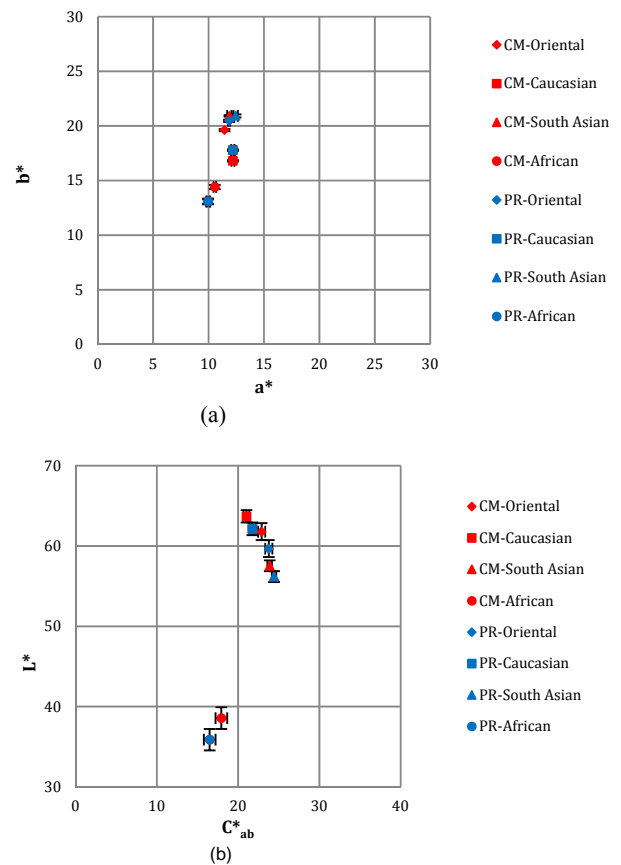 30
25
20
15
10
5
0
b*
0 5 10 15 20 25 30
a*
CM-Oriental
CM-Caucasian
CM-South Asian
CM-African
PR-Oriental
PR-Caucasian
PR-South Asian
PR-African
(a)
70
60
50
40
30
L*
0 10 20 30 40
C*ab
CM-Oriental
CM-Caucasian
CM-South Asian
CM-African
PR-Oriental
PR-Caucasian
PR-South Asian
PR-African
(b)